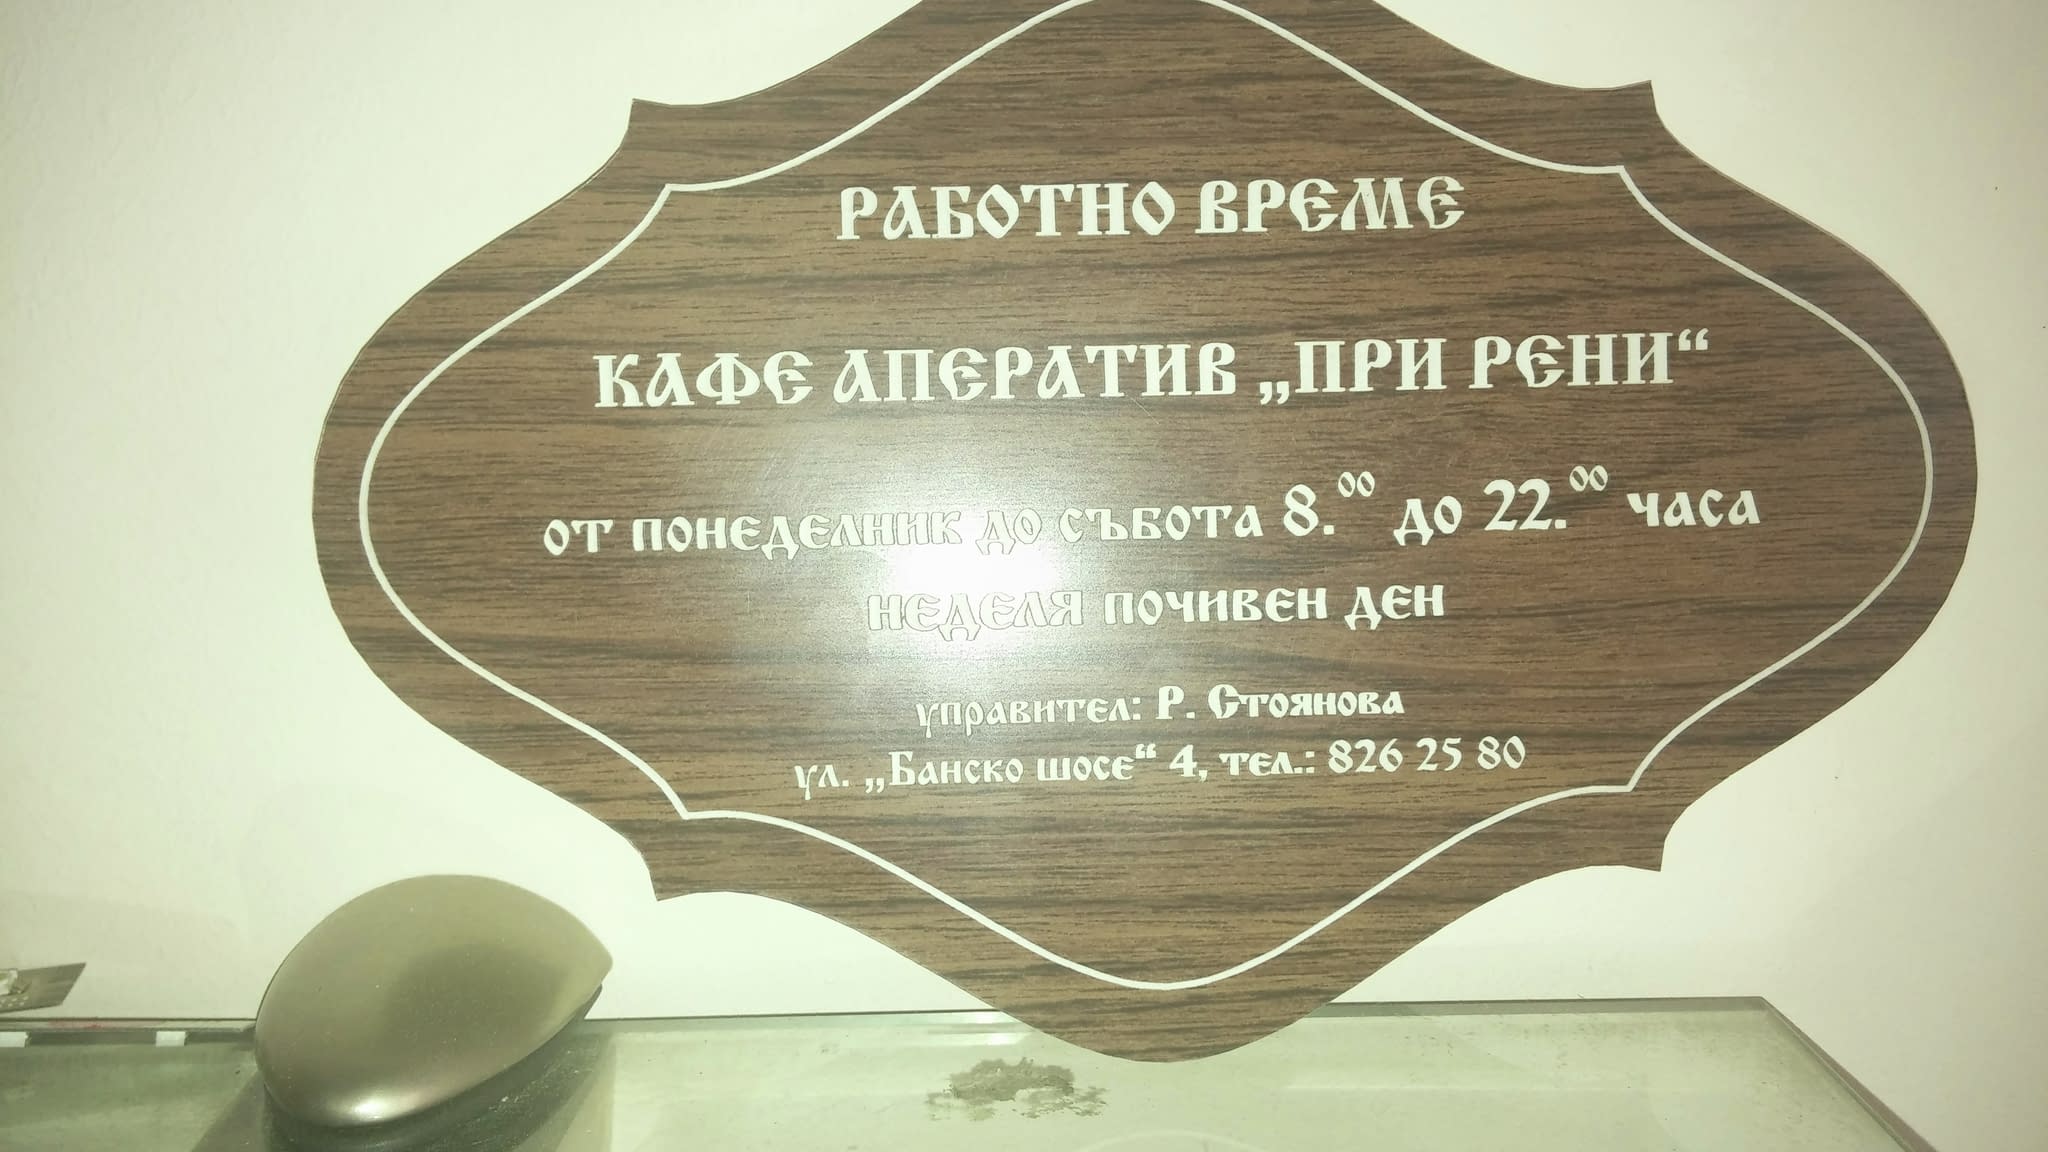 РАБОТНО ВРЕМЕ
КАФЕ АПЕРАТИВ „ПРИ РЕНИ“
от понеделник до събота 8.00 до 22.00 часа
неделя почивен ден
управител: Р. Стоянова
ул. „Банско шосе“ 4, тел.: 826 25 80